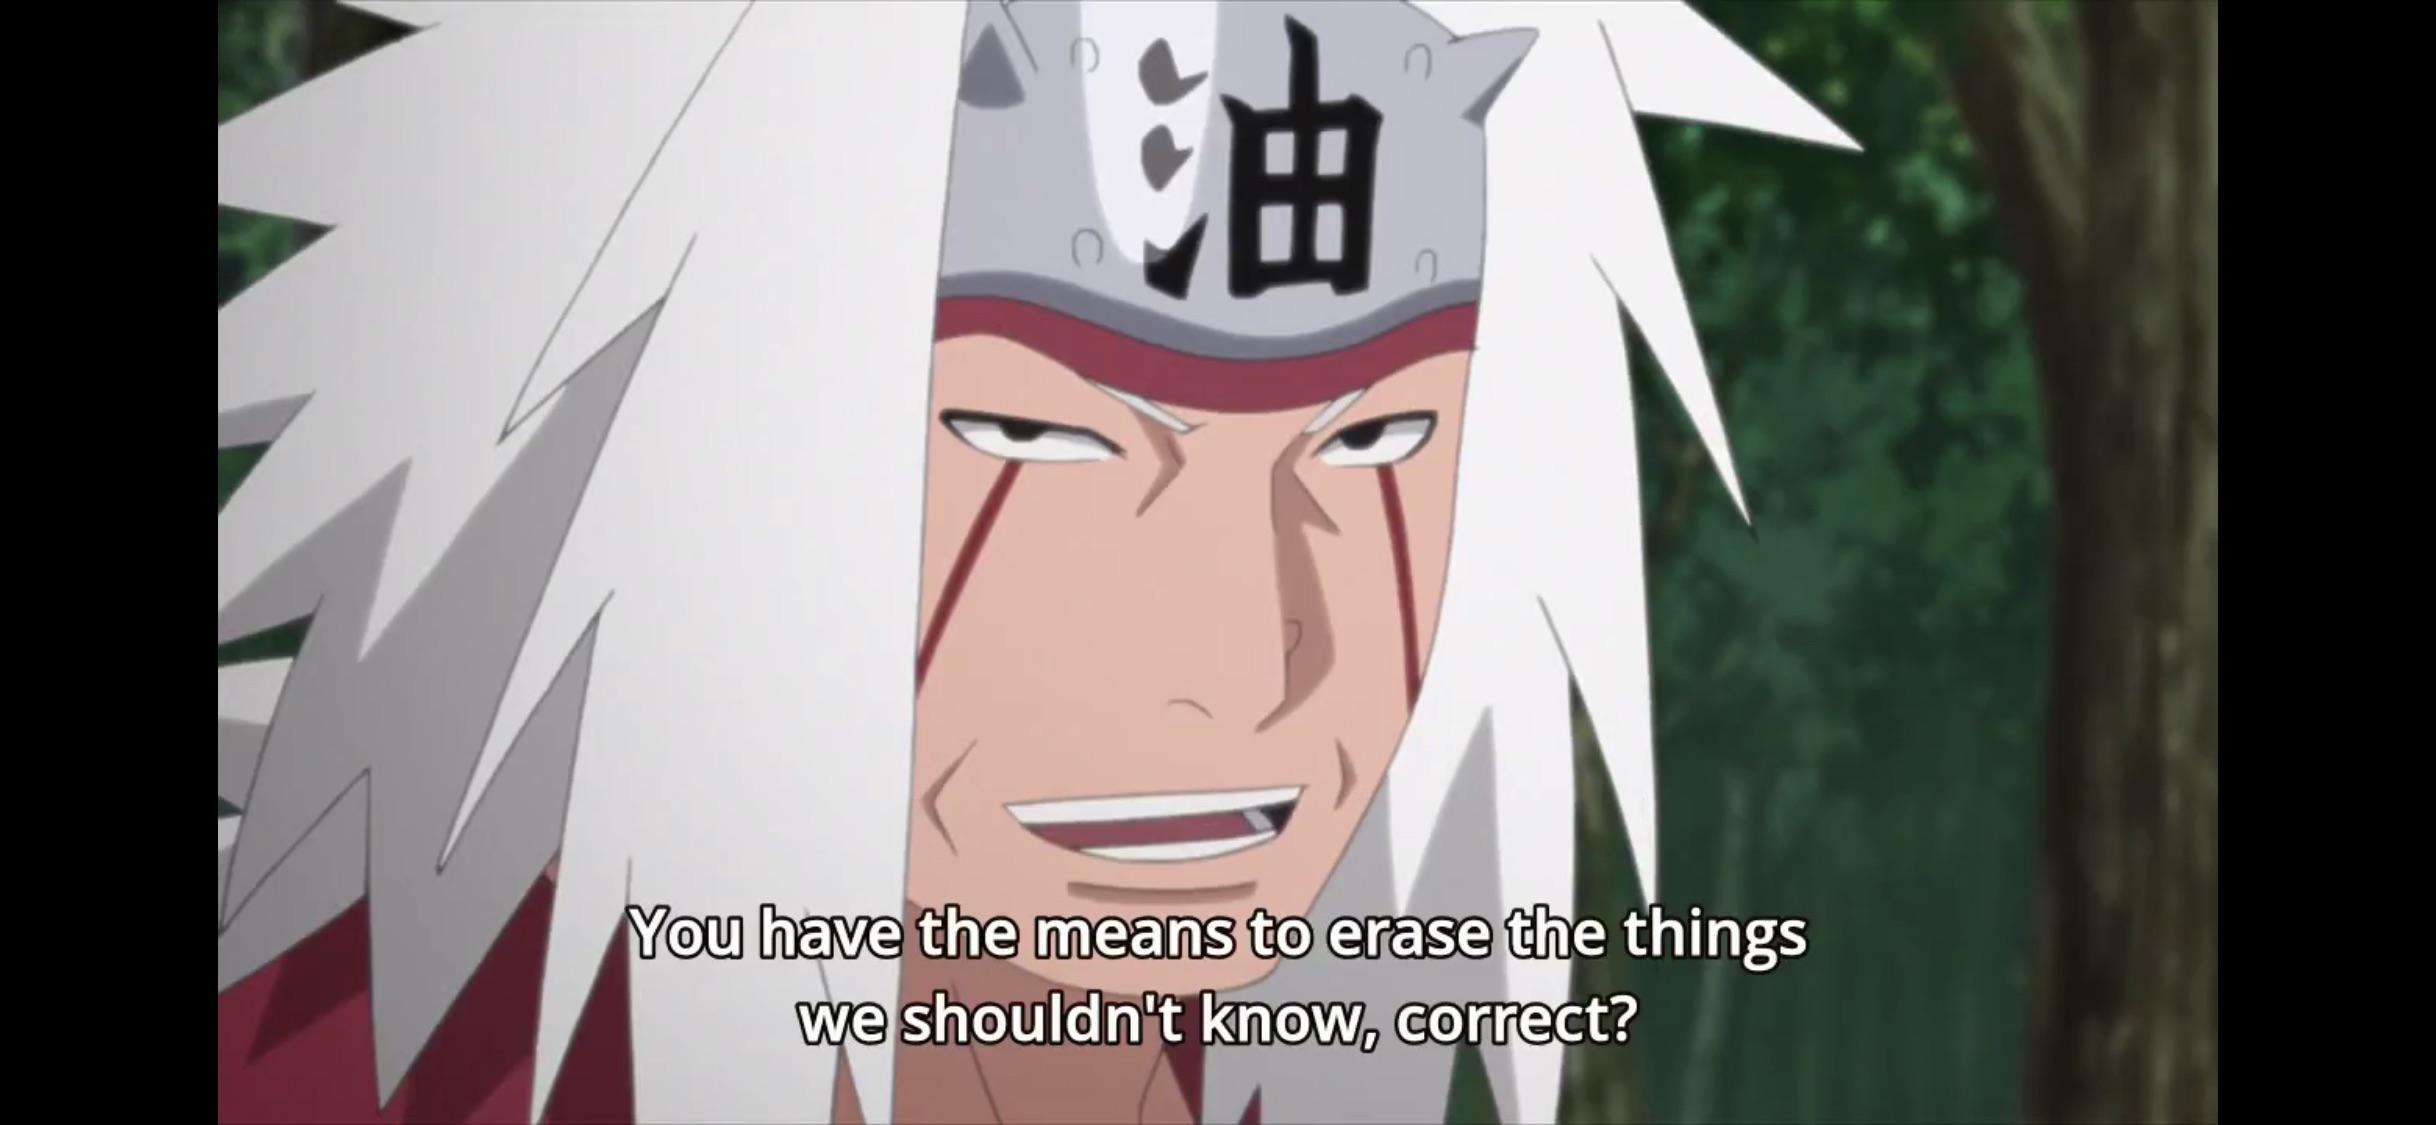 油
You have the means to erase the things
we shouldn't know, correct?